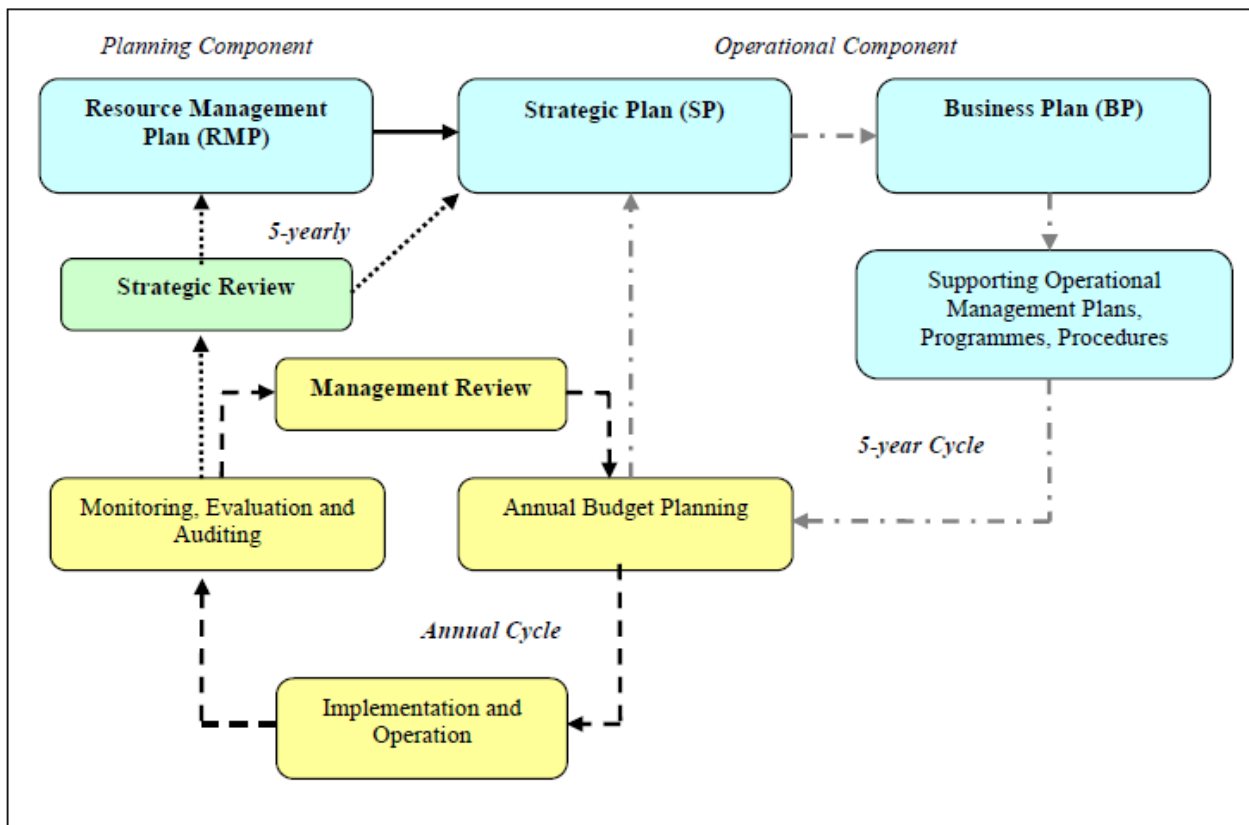 Planning Component
Operational Component
Resource Management
Plan (RMP)
Strategic Plan (SP)
Business Plan (BP)
5-yearly
Strategic Review
Supporting Operational
Management Plans,
Programmes, Procedures
Management Review
5-year Cycle
Monitoring, Evaluation and
Auditing
Annual Budget Planning
Annual Cycle
Implementation and
Operation